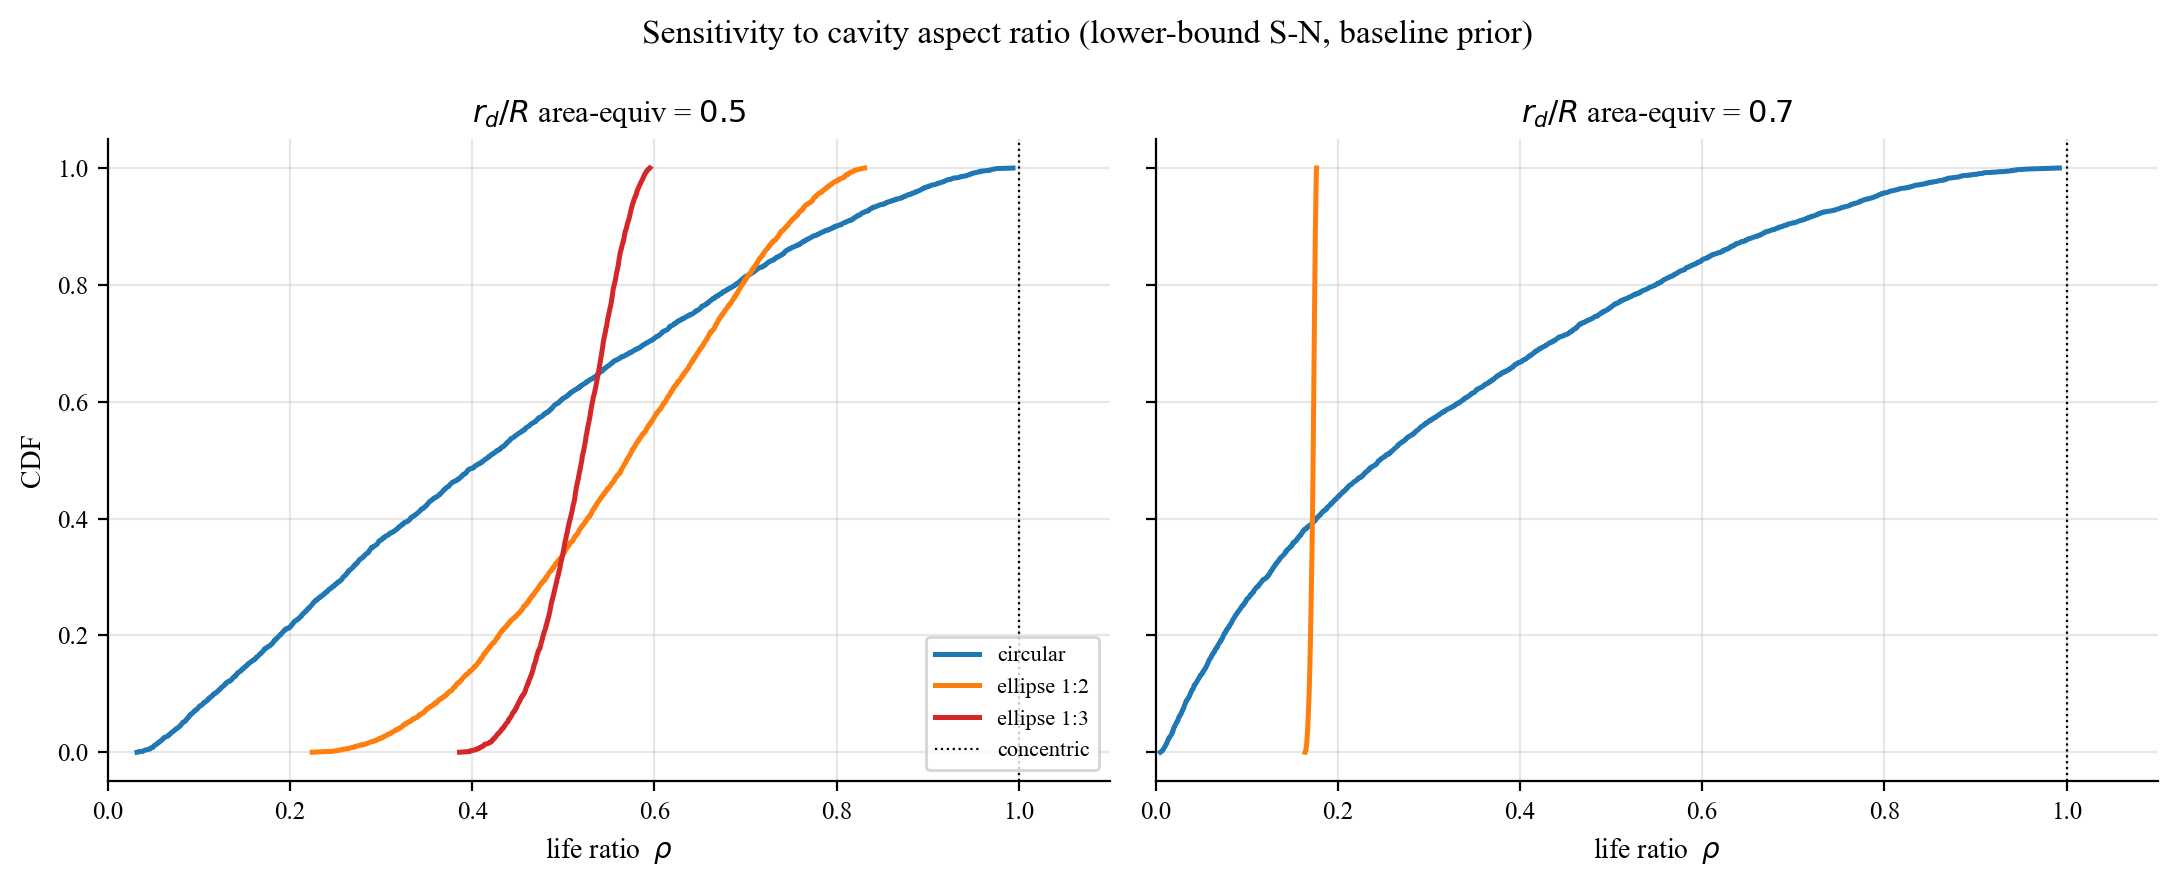 Sensitivity to cavity aspect ratio (lower-bound S-N, baseline prior)
r_d/R area-equiv = 0.5
r_d/R area-equiv = 0.7
CDF
1.0
0.8
0.6
0.4
0.2
0.0
circular
ellipse 1:2
ellipse 1:3
concentric
0.0 0.2 0.4 0.6 0.8 1.0
0.0 0.2 0.4 0.6 0.8 1.0
life ratio ρ
life ratio ρ